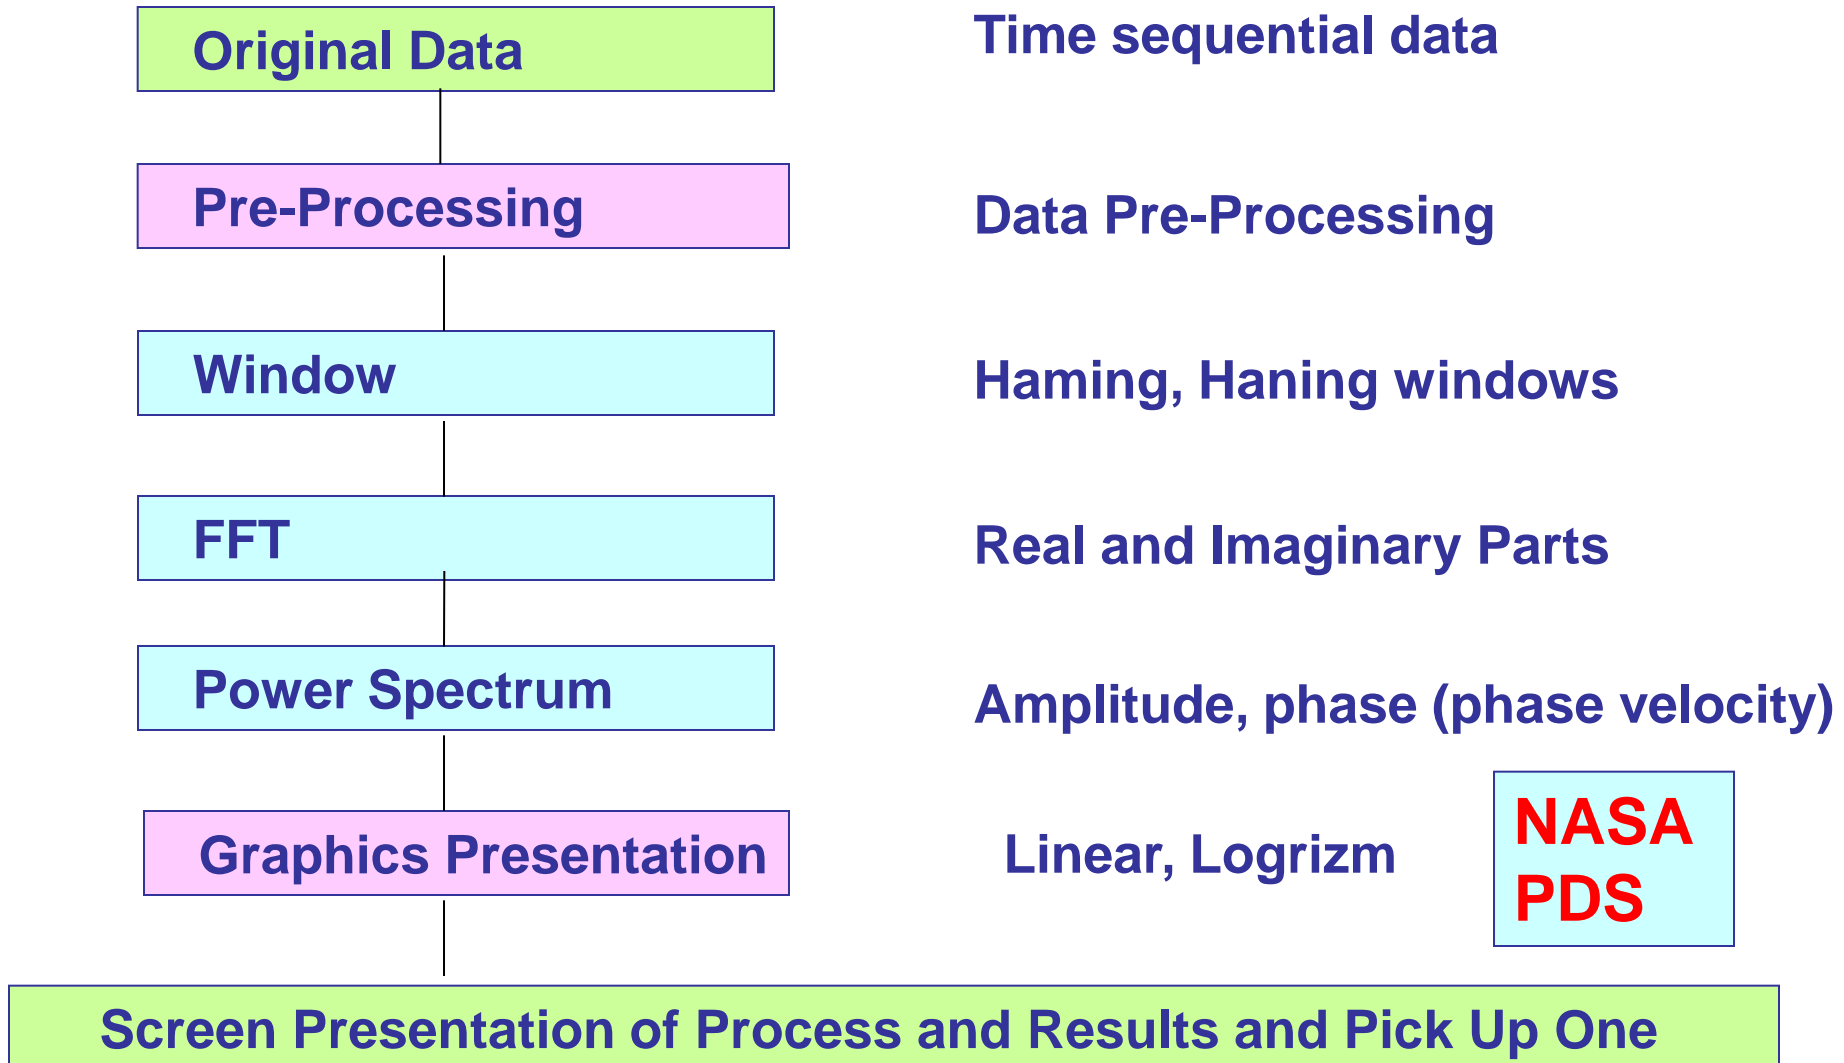 Original Data
Time sequential data
Pre-Processing
Data Pre-Processing
Window
Haming, Haning windows
FFT
Real and Imaginary Parts
Power Spectrum
Amplitude, phase (phase velocity)
Graphics Presentation
Linear, Logrizm
NASA
PDS
Screen Presentation of Process and Results and Pick Up One